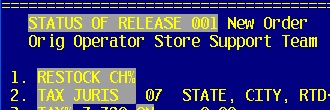 STATUS OF RELEASE 001 New Order
Orig Operator Store Support Team
1. RESTOCK CH%
2. TAX JURIS 07 STATE, CITY, RTD